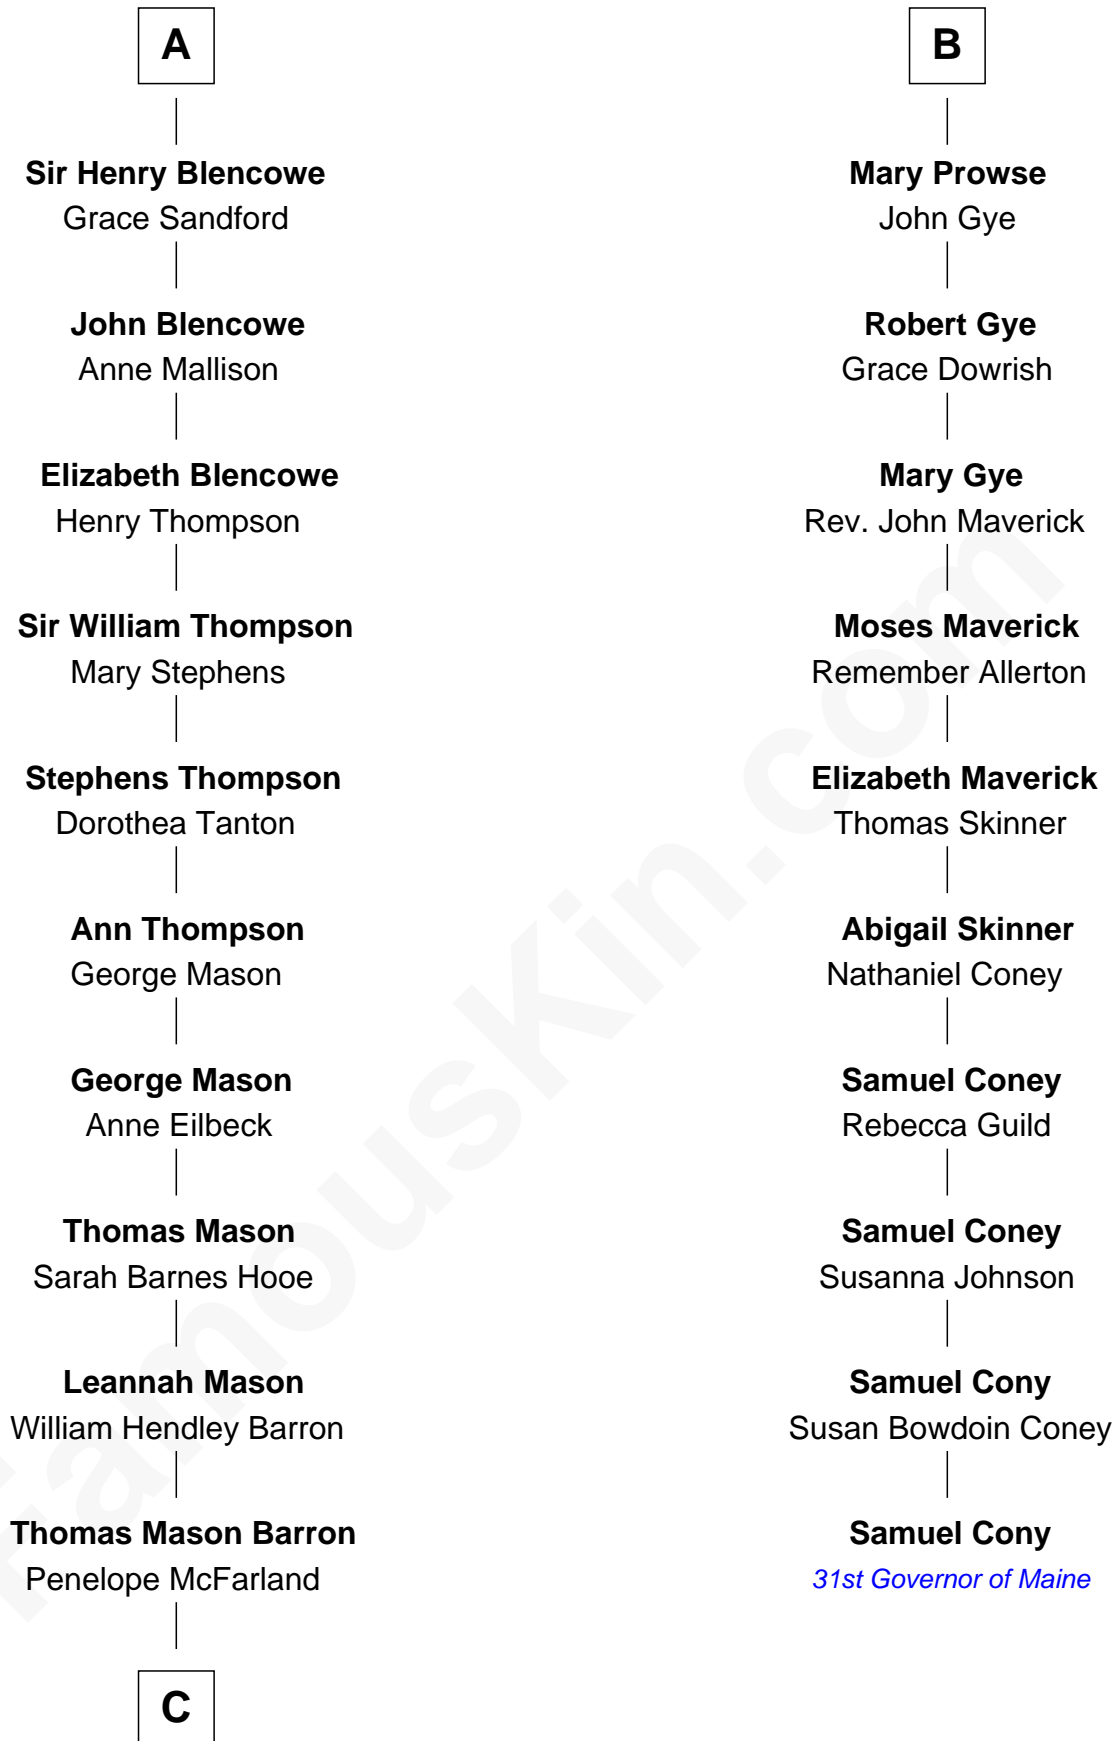 A
Sir Henry Blencowe
Grace Sandford
John Blencowe
Anne Mallison
Elizabeth Blencowe
Henry Thompson
Sir William Thompson
Mary Stephens
Stephens Thompson
Dorothea Tanton
Ann Thompson
George Mason
George Mason
Anne Eilbeck
Thomas Mason
Sarah Barnes Hooe
Leannah Mason
William Hendley Barron
Thomas Mason Barron
Penelope McFarland
C
B
Mary Prowse
John Gye
Robert Gye
Grace Dowrish
Mary Gye
Rev. John Maverick
Moses Maverick
Remember Allerton
Elizabeth Maverick
Thomas Skinner
Abigail Skinner
Nathaniel Coney
Samuel Coney
Rebecca Guild
Samuel Coney
Susanna Johnson
Samuel Cony
Susan Bowdoin Coney
Samuel Cony
31st Governor of Maine
FamousKin.com